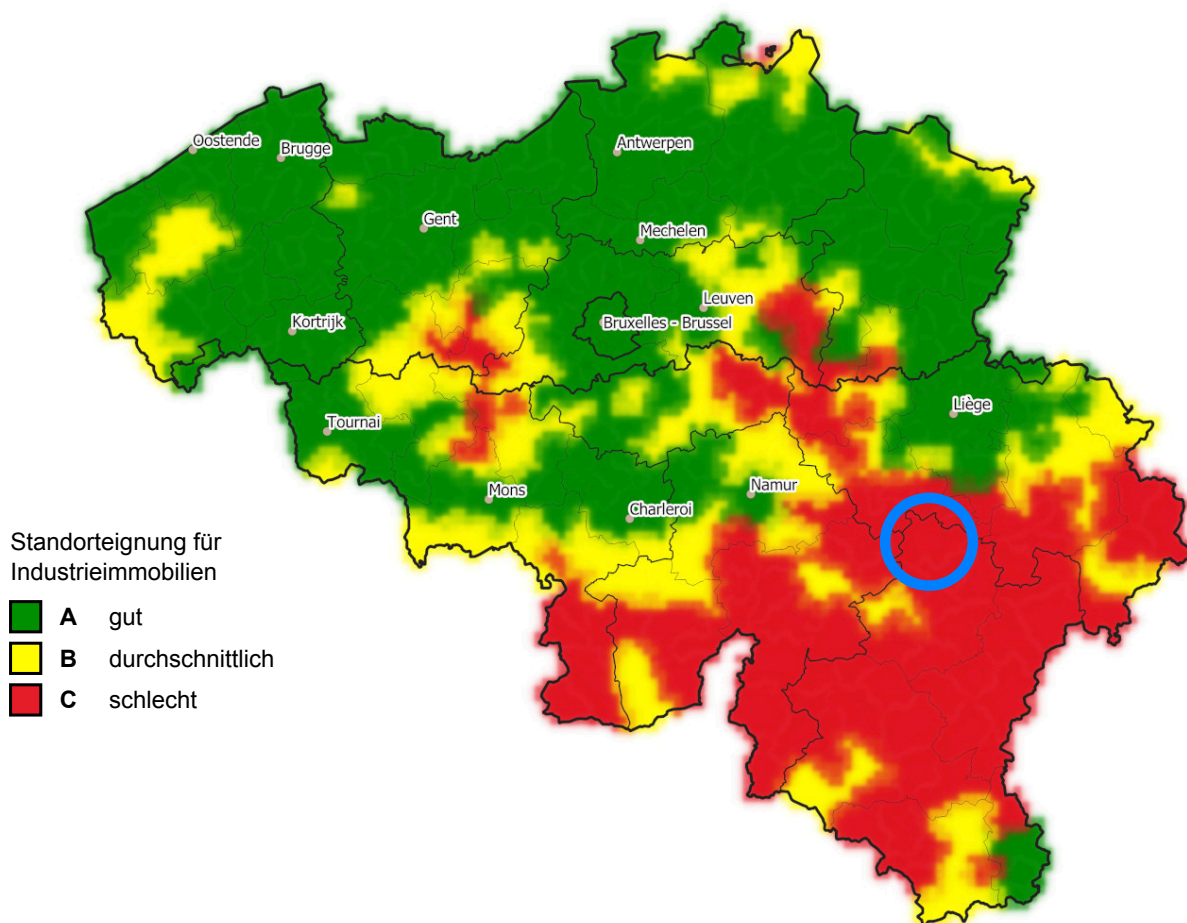 Oostende
Brugge
Antwerpen
Gent
Mechelen
Leuven
Kortrijk
Bruxelles - Brussel
Liège
Tournai
Mons
Namur
Charleroi
Standorteignung für
Industrieimmobilien
A gut
B durchschnittlich
C schlecht